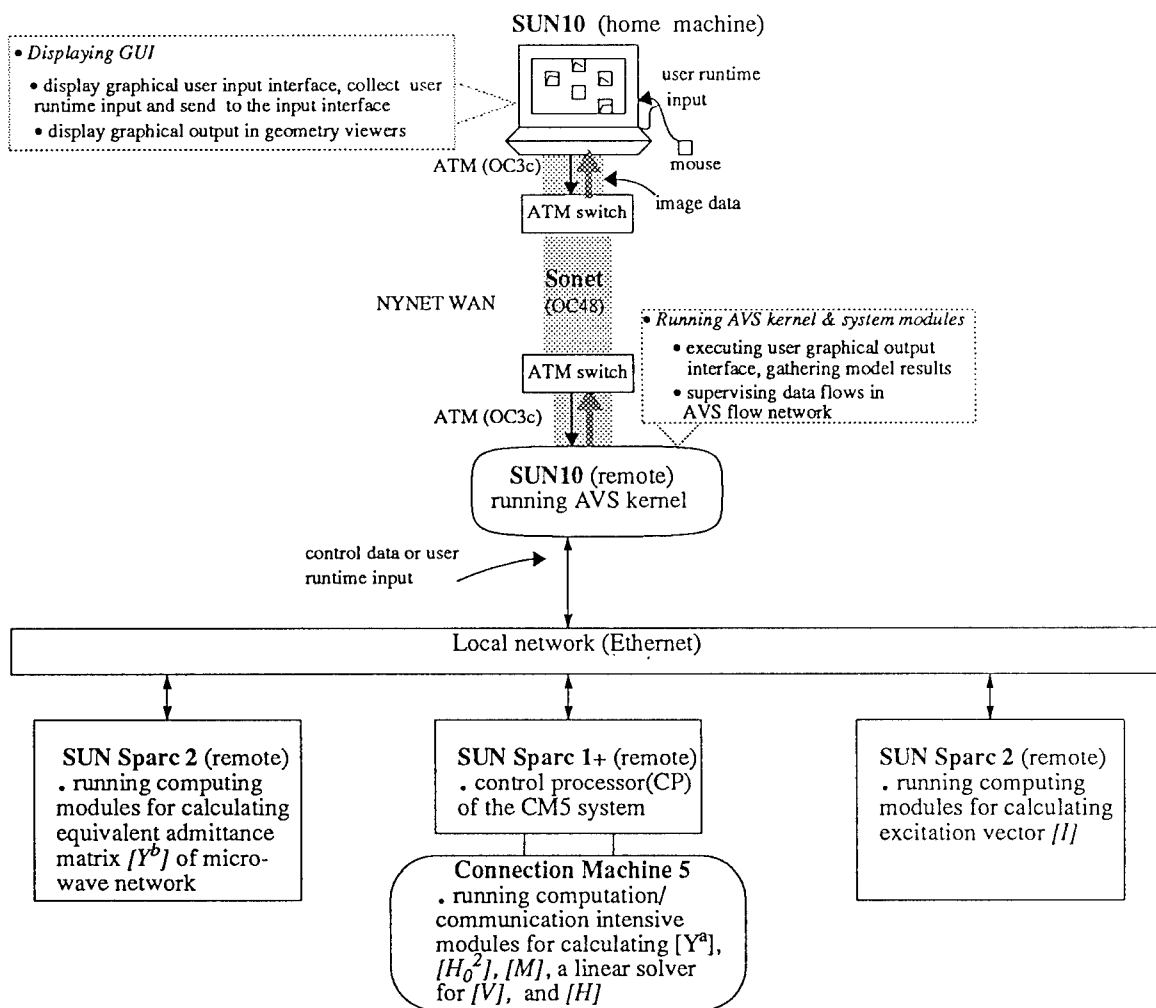 SUN10 (home machine)
• Displaying GUI
• display graphical user input interface, collect user
runtime input and send to the input interface
• display graphical output in geometry viewers
user runtime
input
mouse
ATM (OC3c)
image data
ATM switch
Sonet
(OC48)
NYNET WAN
• Running AVS kernel & system modules
• executing user graphical output
interface, gathering model results
• supervising data flows in
AVS flow network
ATM switch
ATM (OC3c)
SUN10 (remote)
running AVS kernel
control data or user
runtime input
Local network (Ethernet)
SUN Sparc 2 (remote)
. running computing
modules for calculating
equivalent admittance
matrix [Y^b] of micro-
wave network
SUN Sparc 1+ (remote)
. control processor(CP)
of the CM5 system
Connection Machine 5
. running computation/
communication intensive
modules for calculating [Y^a],
[H_0^2], [M], a linear solver
for [V], and [H]
SUN Sparc 2 (remote)
. running computing
modules for calculating
excitation vector [I]